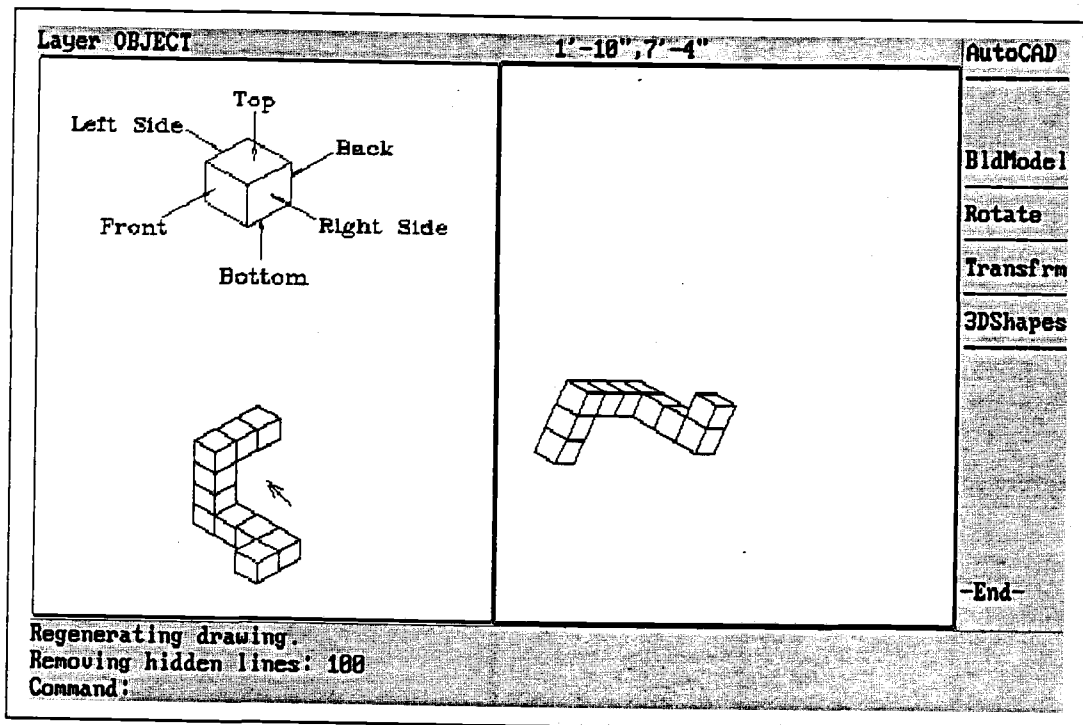 Layer OBJECT 1'-10",7'-4" AutoCAD
Top
Left Side
Back
Front
Right Side
Bottom
BldModel
Rotate
Transfrm
3DShapes
-End-
Regenerating drawing.
Removing hidden lines: 100
Command: